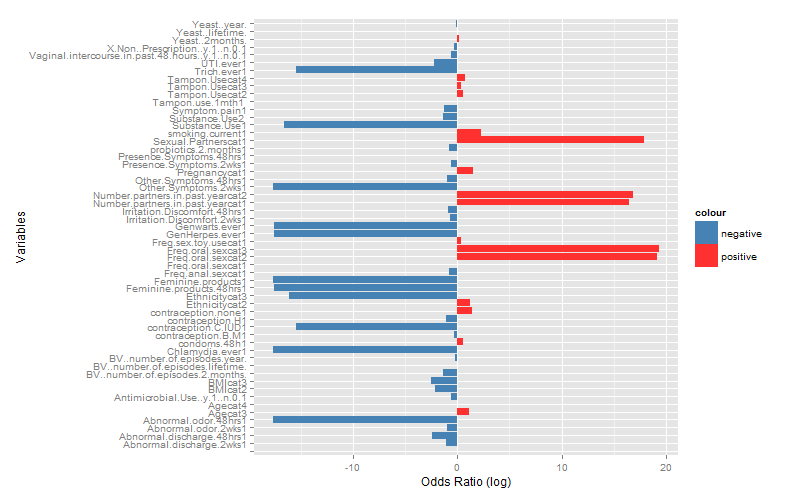 Yeast..year.
Yeast..lifetime.
Yeast..2months.
X.Non..Prescription..y.1..n.0.1
Vaginal.intercourse.in.past.48.hours..y.1..n.0.1
UTI.ever1
Trich.ever1
Tampon.Usecat4
Tampon.Usecat3
Tampon.Usecat2
Tampon.use.1mth1
Symptom.pain1
Substance.Use2
Substance.Use1
smoking.current1
Sexual.Partnerscat1
probiotics.2.months1
Presence.Symptoms.48hrs1
Presence.Symptoms.2wks1
Pregnancycat1
Other.Symptoms.48hrs1
Other.Symptoms.2wks1
Number.partners.in.past.yearcat2
Number.partners.in.past.yearcat1
Irritation.Discomfort.48hrs1
Irritation.Discomfort.2wks1
Genwarts.ever1
GenHerpes.ever1
Freq.sex.toy.usecat1
Freq.oral.sexcat3
Freq.oral.sexcat2
Freq.oral.sexcat1
Freq.anal.sexcat1
Feminine.products1
Feminine.products.48hrs1
Ethnicitycat3
Ethnicitycat2
contraception.none1
contraception.H1
contraception.C.IUD1
contraception.B.M1
condoms.48h1
Chlamydia.ever1
BV..number.of.episodes.year.
BV..number.of.episodes.lifetime.
BV..number.of.episodes.2.months.
BMIcat3
BMIcat2
Antimicrobial.Use..y.1..n.0.1
Agecat4
Agecat3
Abnormal.odor.48hrs1
Abnormal.odor.2wks1
Abnormal.discharge.48hrs1
Abnormal.discharge.2wks1
Variables
-10
0
10
20
Odds Ratio (log)
colour
negative
positive